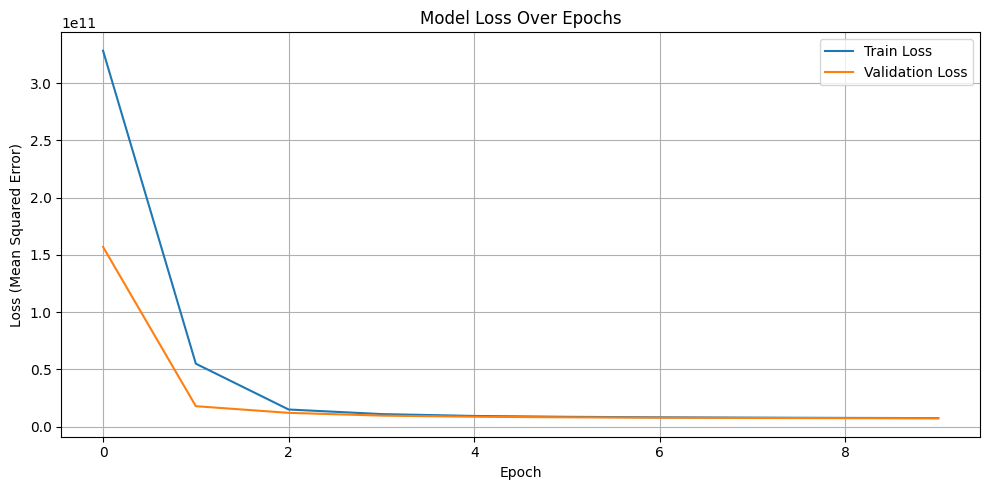 Model Loss Over Epochs
1e11
Train Loss
Validation Loss
3.0
2.5
2.0
1.5
1.0
0.5
0.0
Loss (Mean Squared Error)
0 2 4 6 8
Epoch